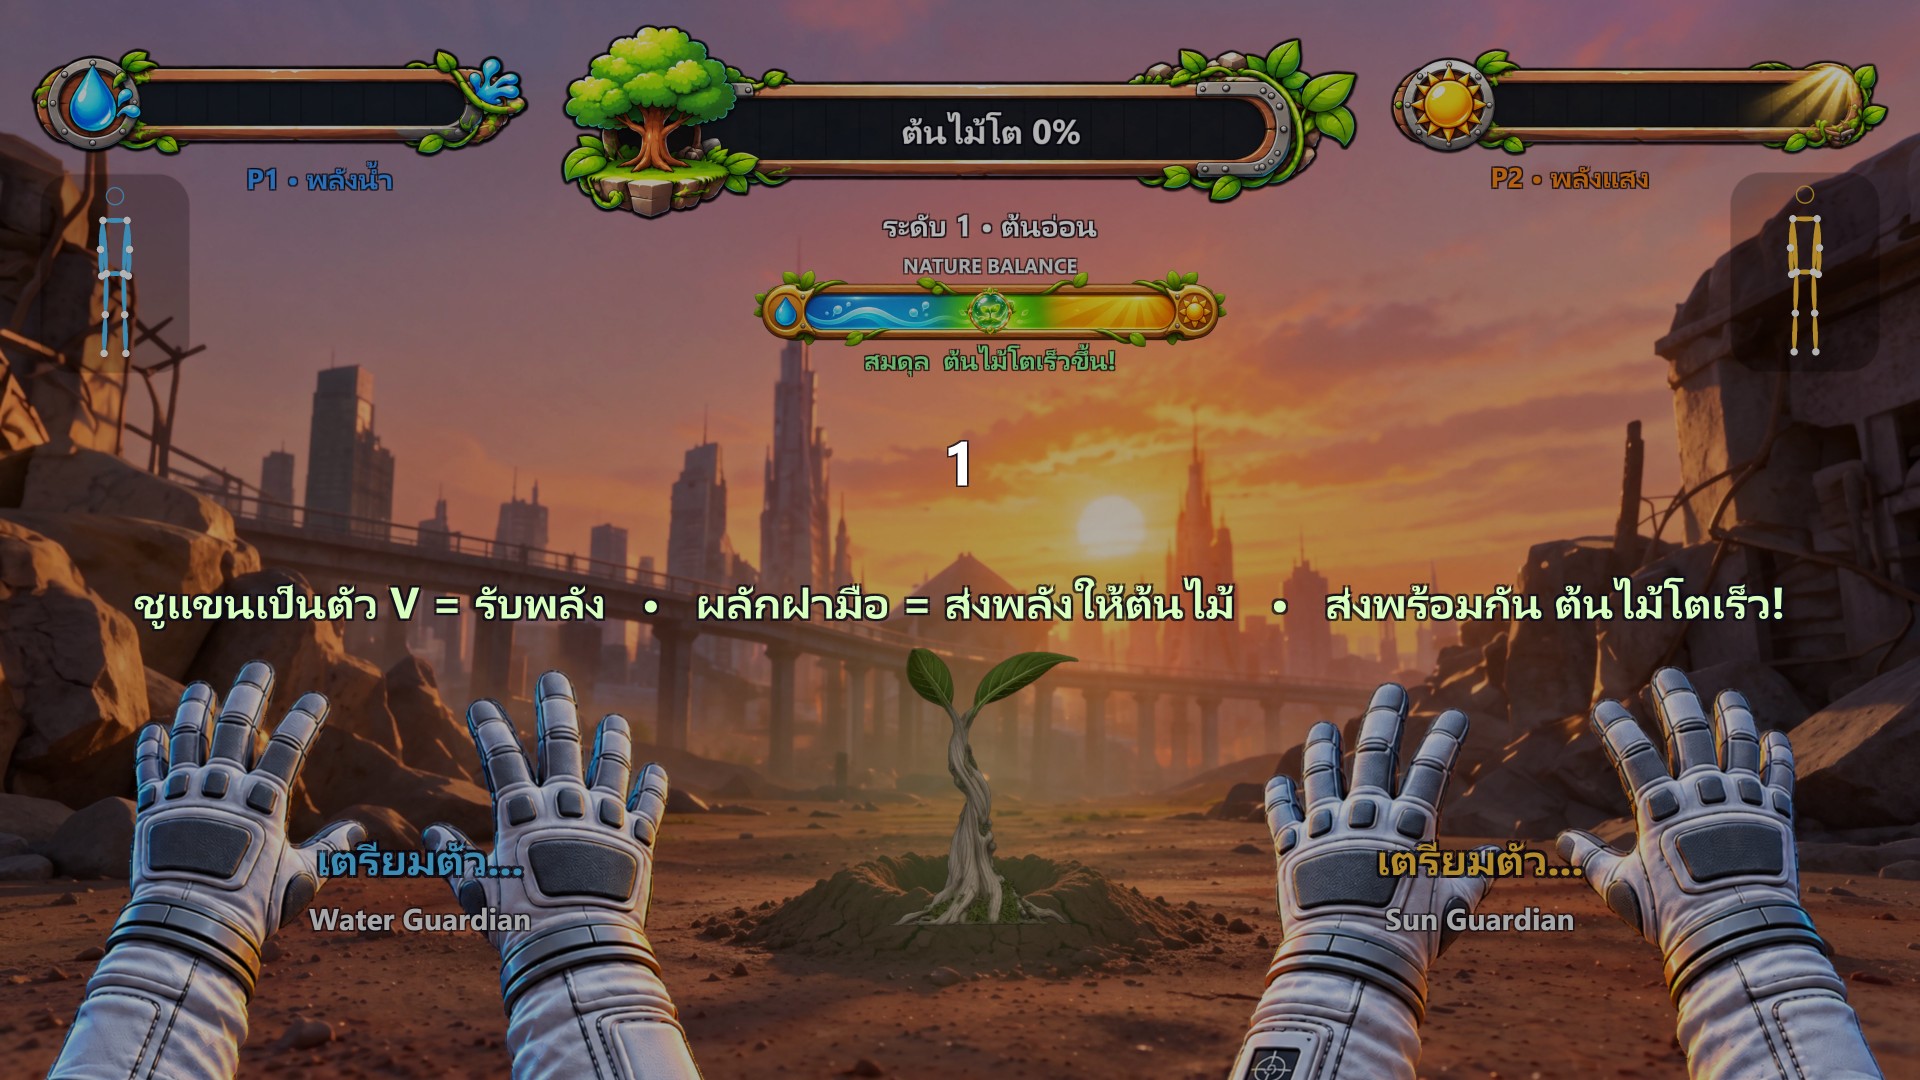 ต้นไม้โต 0%
P1 • พลังน้ำ
P2 • พลังแสง
ระดับ 1 • ต้นอ่อน
NATURE BALANCE
สมดุล ต้นไม้โตเร็วขึ้น!
1
ชูแขนเป็นตัว V = รับพลัง • ผลักฝ่ามือ = ส่งพลังให้ต้นไม้ • ส่งพร้อมกัน ต้นไม้โตเร็ว!
เตรียมตัว...
เตรียมตัว...
Water Guardian
Sun Guardian